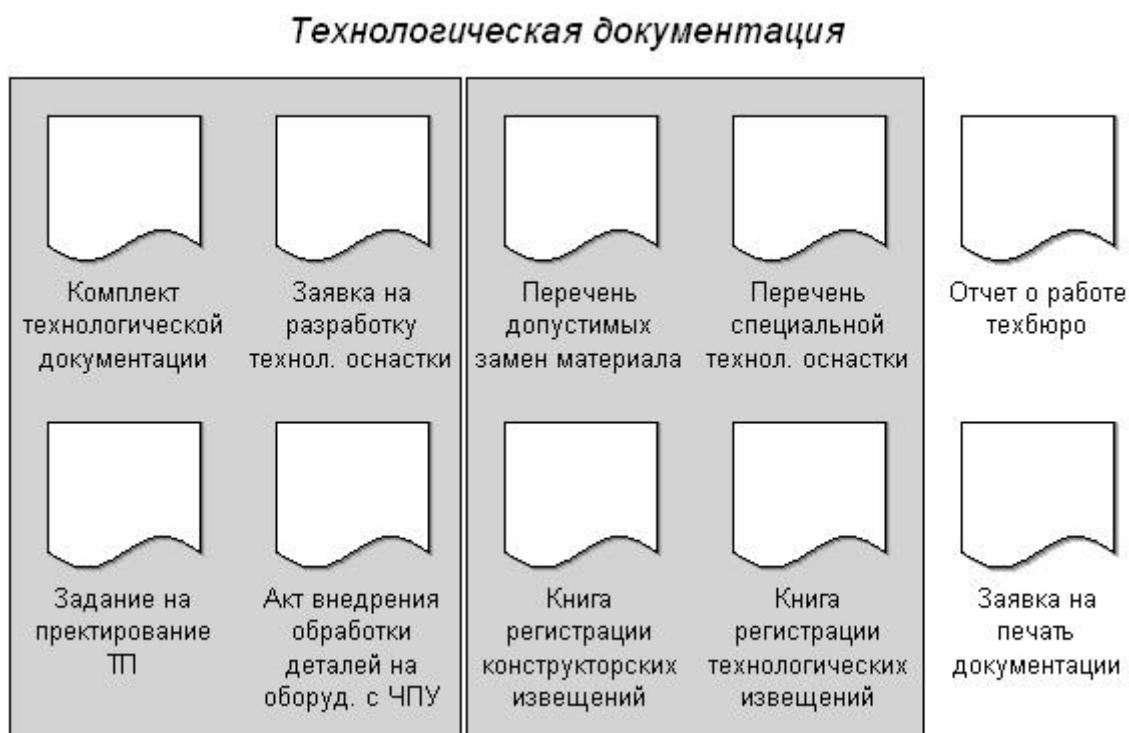 Технологическая документация
Комплект
технологической
документации
Заявка на
разработку
технол. оснастки
Перечень
допустимых
замен материала
Перечень
специальной
технол. оснастки
Отчет о работе
техбюро
Задание на
пректирование
ТП
Акт внедрения
обработки
деталей на
оборуд. с ЧПУ
Книга
регистрации
конструкторских
извещений
Книга
регистрации
технологических
извещений
Заявка на
печать
документации